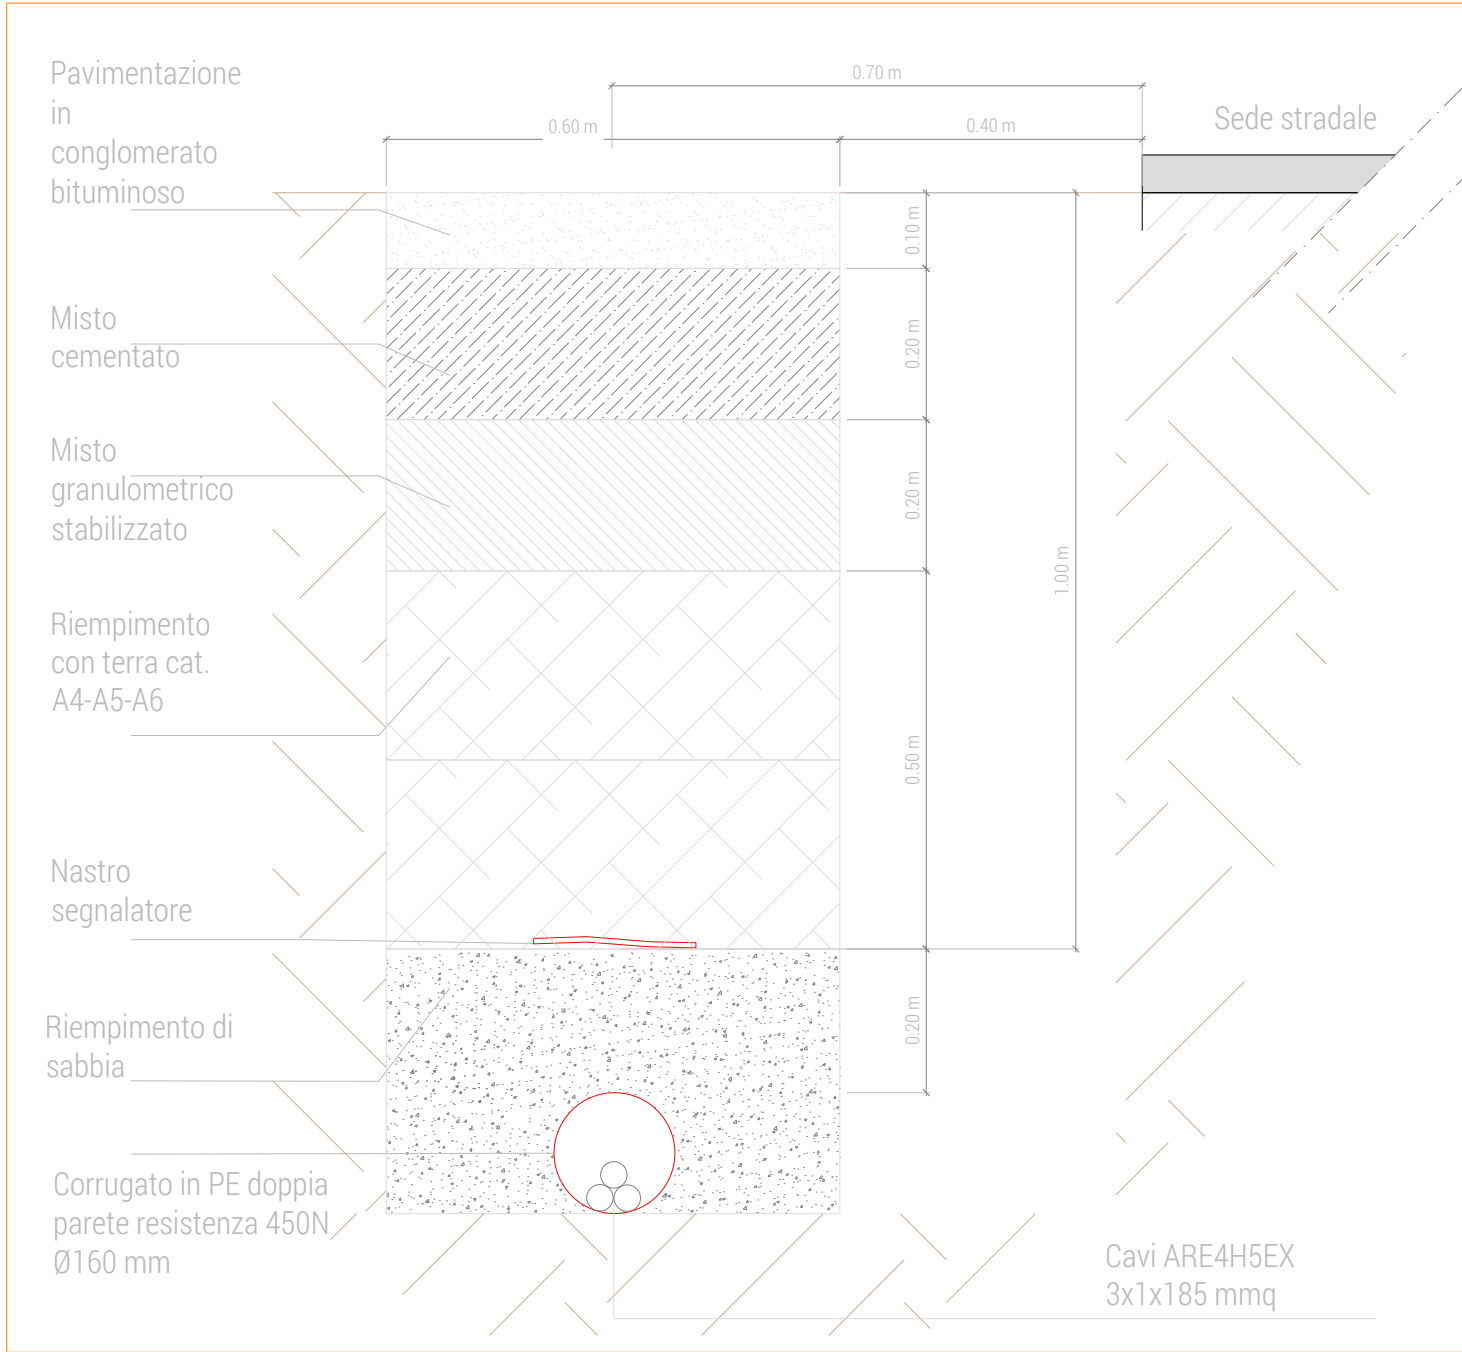 Pavimentazione
in
conglomerato
bituminoso
0.70 m
0.60 m
0.40 m
Sede stradale
0.10 m
Misto
cementato
0.20 m
Misto
granulometrico
stabilizzato
0.20 m
1.00 m
Riempimento
con terra cat.
A4-A5-A6
0.50 m
Nastro
segnalatore
Riempimento di
sabbia
0.20 m
Corrugato in PE doppia
parete resistenza 450N
Ø160 mm
Cavi ARE4H5EX
3x1x185 mmq